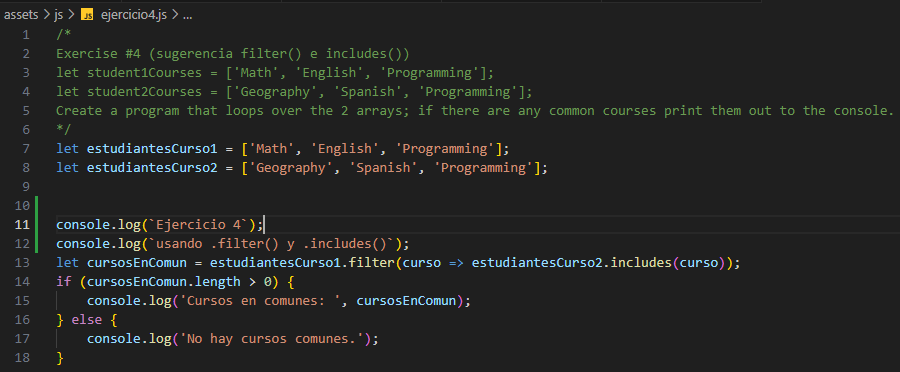 assets > js > JS ejercicio4.js > ...
1 /*
2 Exercise #4 (sugerencia filter() e includes())
3 let student1Courses = ['Math', 'English', 'Programming'];
4 let student2Courses = ['Geography', 'Spanish', 'Programming'];
5 Create a program that loops over the 2 arrays; if there are any common courses print them out to the console.
6 */
7 let estudiantesCurso1 = ['Math', 'English', 'Programming'];
8 let estudiantesCurso2 = ['Geography', 'Spanish', 'Programming'];
9
10
11 console.log(`Ejercicio 4`);
12 console.log(`usando .filter() y .includes()`);
13 let cursosEnComun = estudiantesCurso1.filter(curso => estudiantesCurso2.includes(curso));
14 if (cursosEnComun.length > 0) {
15     console.log('Cursos en comunes: ', cursosEnComun);
16 } else {
17     console.log('No hay cursos comunes.');
18 }